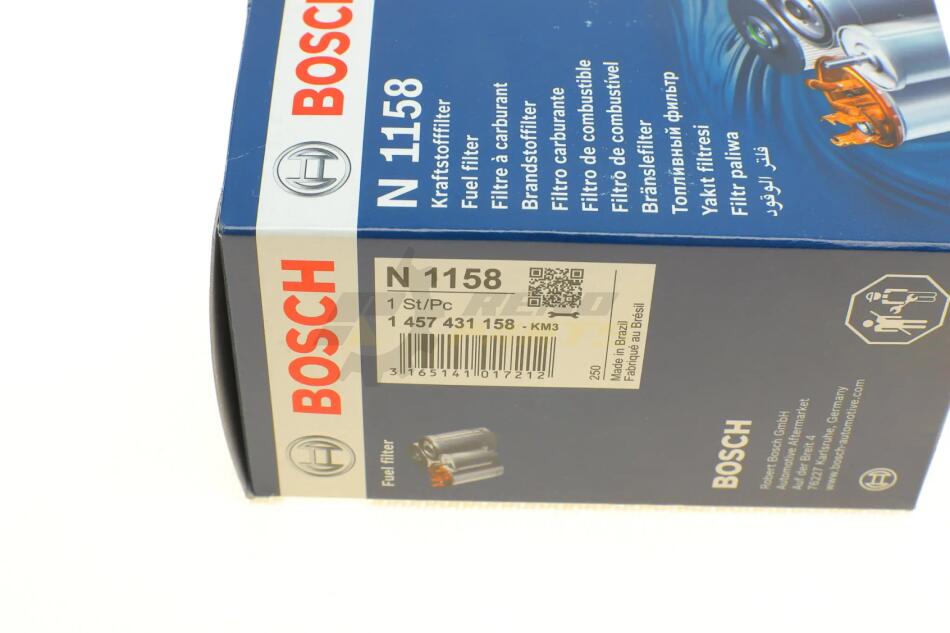 BOSCH
N 1158
Kraftstofffilter
Fuel filter
Filtre à carburant
Brandstoffilter
Filtro carburante
Filtro de combustible
Filtro de combustível
Bränslefilter
Топливный фильтр
Yakıt filtresi
Filtr paliwa
فلتر الوقود
BOSCH
N 1158
1 St/Pc
1 457 431 158 - KM3
3 165141 017212
250
Made in Brazil
Fabriqué au Brésil
Fuel filter
BOSCH
Robert Bosch GmbH
Automotive Aftermarket
Auf der Breit 4
76227 Karlsruhe, Germany
www.bosch-automotive.com